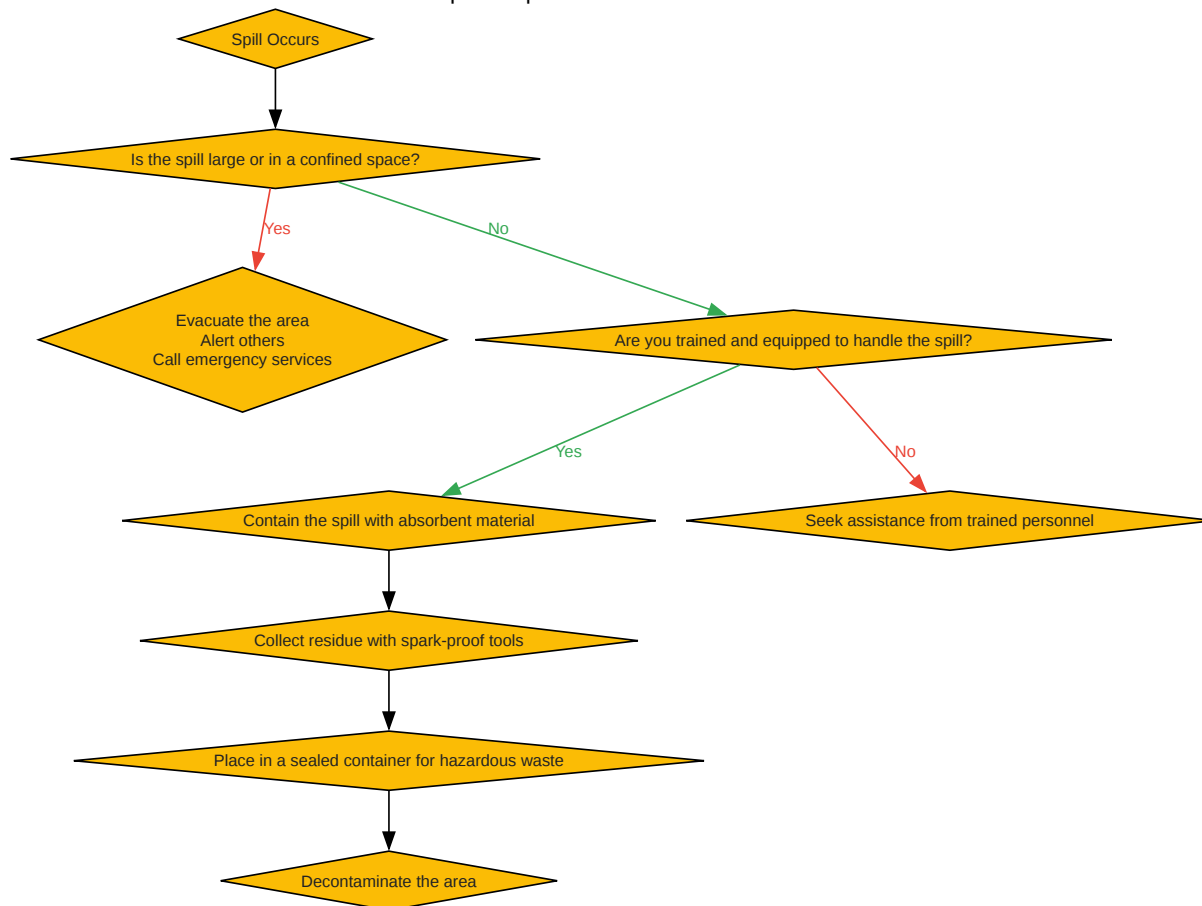 Spill Occurs
Is the spill large or in a confined space?
Yes
No
Evacuate the area
Alert others
Call emergency services
Are you trained and equipped to handle the spill?
Yes
No
Contain the spill with absorbent material
Seek assistance from trained personnel
Collect residue with spark-proof tools
Place in a sealed container for hazardous waste
Decontaminate the area